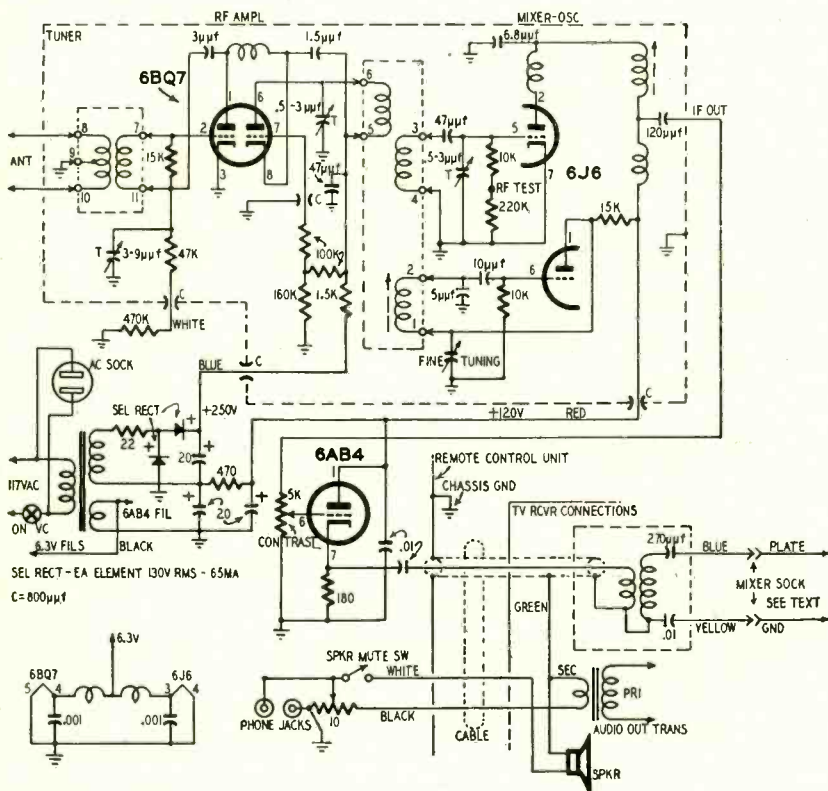 RF AMPL
MIXER-OSC
TUNER
3μμf
1.5μμf
6.8μμf
6BQ7
1
6
6
2
.5-3μμf
T
5
3
47μμf
5
IF OUT
120μμf
8
7
2
7
ANT
9
15K
3
8
47μμf
.5-3μμf
10K
6J6
7
T
RF TEST
10
11
C
4
220K
15K
T
3-9μμf
47K
100K
10μμf
1
2
6
160K
1.5K
5μμf
10K
C
470K
WHITE
1
AC SOCK
BLUE
C
FINE
TUNING
SEL RECT
+250V
+120V
RED
C
22
+
+
20
6AB4
117VAC
470
1
REMOTE CONTROL UNIT
+
+
5K
CHASSIS GND
6AB4 FIL
20
6
TV RCVR CONNECTIONS
ON VC
CONTRAST
.01
270μμf
BLUE
PLATE
6.3V FILS
BLACK
7
MIXER SOCK
SEL RECT-EA ELEMENT 130V RMS-65MA
SEE TEXT
C=800μμf
180
GREEN
.01
YELLOW
GND
6.3V
SPKR MUTE SW
WHITE
SEC
6BQ7
6J6
PRI
5
4
3
4
BLACK
.001
.001
PHONE JACKS
10
CABLE
AUDIO OUT TRANS
SPKR